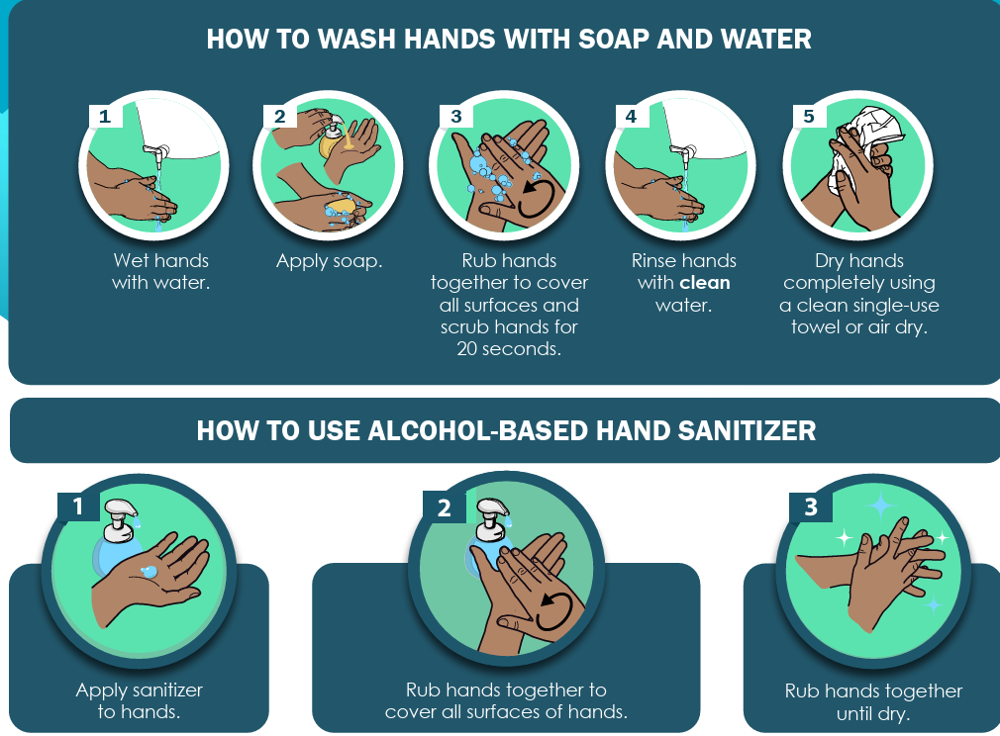 HOW TO WASH HANDS WITH SOAP AND WATER
1
Wet hands
with water.
2
Apply soap.
3
Rub hands
together to cover
all surfaces and
scrub hands for
20 seconds.
4
Rinse hands
with clean
water.
5
Dry hands
completely using
a clean single-use
towel or air dry.
HOW TO USE ALCOHOL-BASED HAND SANITIZER
1
Apply sanitizer
to hands.
2
Rub hands together to
cover all surfaces of hands.
3
Rub hands together
until dry.